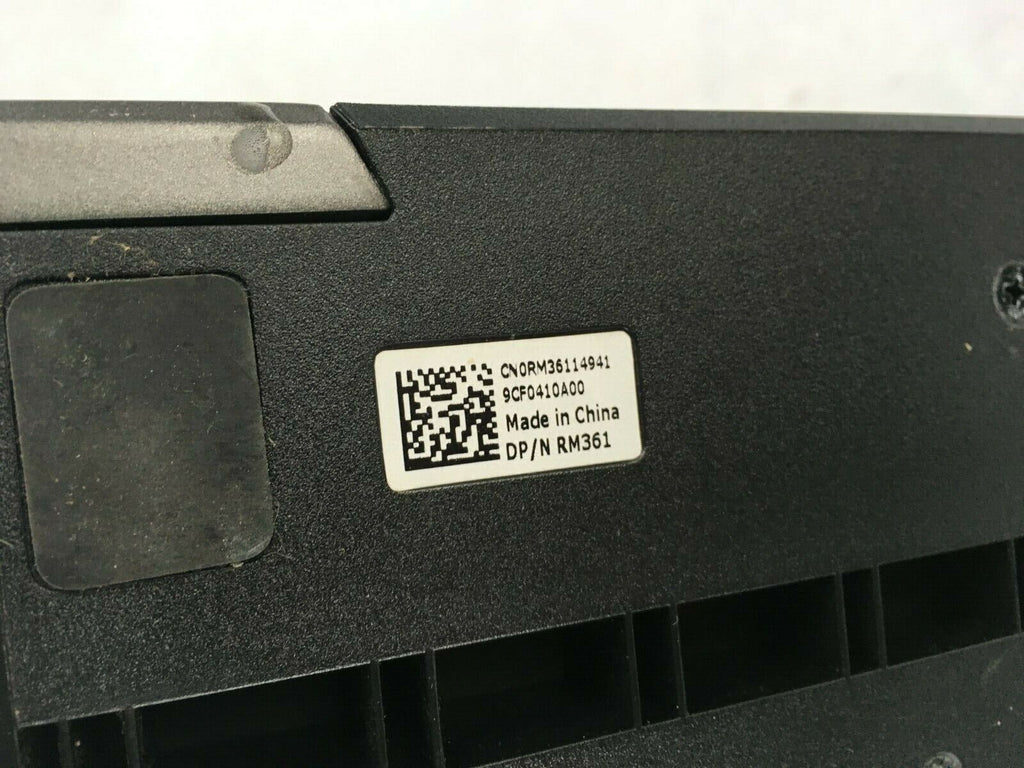 CN0RM36114941
9CF0410A00
Made in China
DP/N RM361